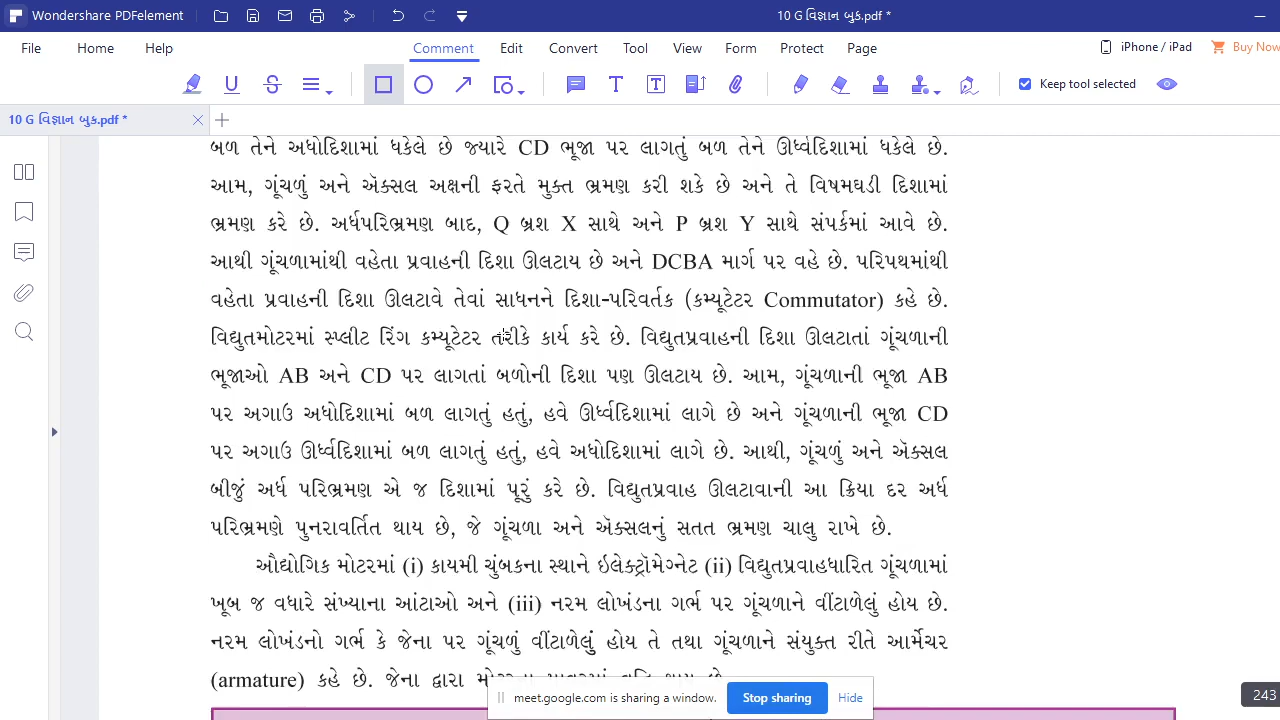 Wondershare PDFelement
10 G વિજ્ઞાન બુક.pdf *
File Home Help Comment Edit Convert Tool View Form Protect Page iPhone / iPad Buy Now
Keep tool selected
10 G વિજ્ઞાન બુક.pdf *
બળ તેને અધોદિશામાં ધકેલે છે જ્યારે CD ભૂજા પર લાગતું બળ તેને ઊર્ધ્વદિશામાં ધકેલે છે.
આમ, ગૂંચળું અને ઍક્સલ અક્ષની ફરતે મુક્ત ભ્રમણ કરી શકે છે અને તે વિષમઘડી દિશામાં
ભ્રમણ કરે છે. અર્ધપરિભ્રમણ બાદ, Q બ્રશ X સાથે અને P બ્રશ Y સાથે સંપર્કમાં આવે છે.
આથી ગૂંચળામાંથી વહેતા પ્રવાહની દિશા ઊલટાય છે અને DCBA માર્ગ પર વહે છે. પરિપથમાંથી
વહેતા પ્રવાહની દિશા ઊલટાવે તેવાં સાધનને દિશા-પરિવર્તક (કમ્યૂટેટર Commutator) કહે છે.
વિદ્યુતમોટરમાં સ્પ્લીટ રિંગ કમ્યૂટેટર તરીકે કાર્ય કરે છે. વિદ્યુતપ્રવાહની દિશા ઊલટાતાં ગૂંચળાની
ભૂજાઓ AB અને CD પર લાગતાં બળોની દિશા પણ ઊલટાય છે. આમ, ગૂંચળાની ભૂજા AB
પર અગાઉ અધોદિશામાં બળ લાગતું હતું, હવે ઊર્ધ્વદિશામાં લાગે છે અને ગૂંચળાની ભૂજા CD
પર અગાઉ ઊર્ધ્વદિશામાં બળ લાગતું હતું, હવે અધોદિશામાં લાગે છે. આથી, ગૂંચળું અને ઍક્સલ
બીજું અર્ધ પરિભ્રમણ એ જ દિશામાં પૂરું કરે છે. વિદ્યુતપ્રવાહ ઊલટાવાની આ ક્રિયા દર અર્ધ
પરિભ્રમણે પુનરાવર્તિત થાય છે, જે ગૂંચળા અને ઍક્સલનું સતત ભ્રમણ ચાલુ રાખે છે.
ઔદ્યોગિક મોટરમાં (i) કાયમી ચુંબકના સ્થાને ઇલેક્ટ્રૉમેગ્નેટ (ii) વિદ્યુતપ્રવાહધારિત ગૂંચળામાં
ખૂબ જ વધારે સંખ્યાના આંટાઓ અને (iii) નરમ લોખંડના ગર્ભ પર ગૂંચળાને વીંટાળેલું હોય છે.
નરમ લોખંડનો ગર્ભ કે જેના પર ગૂંચળું વીંટાળેલું હોય તે તથા ગૂંચળાને સંયુક્ત રીતે આર્મેચર
(armature) કહે છે. જેના દ્વારા
meet.google.com is sharing a window. Stop sharing Hide
243